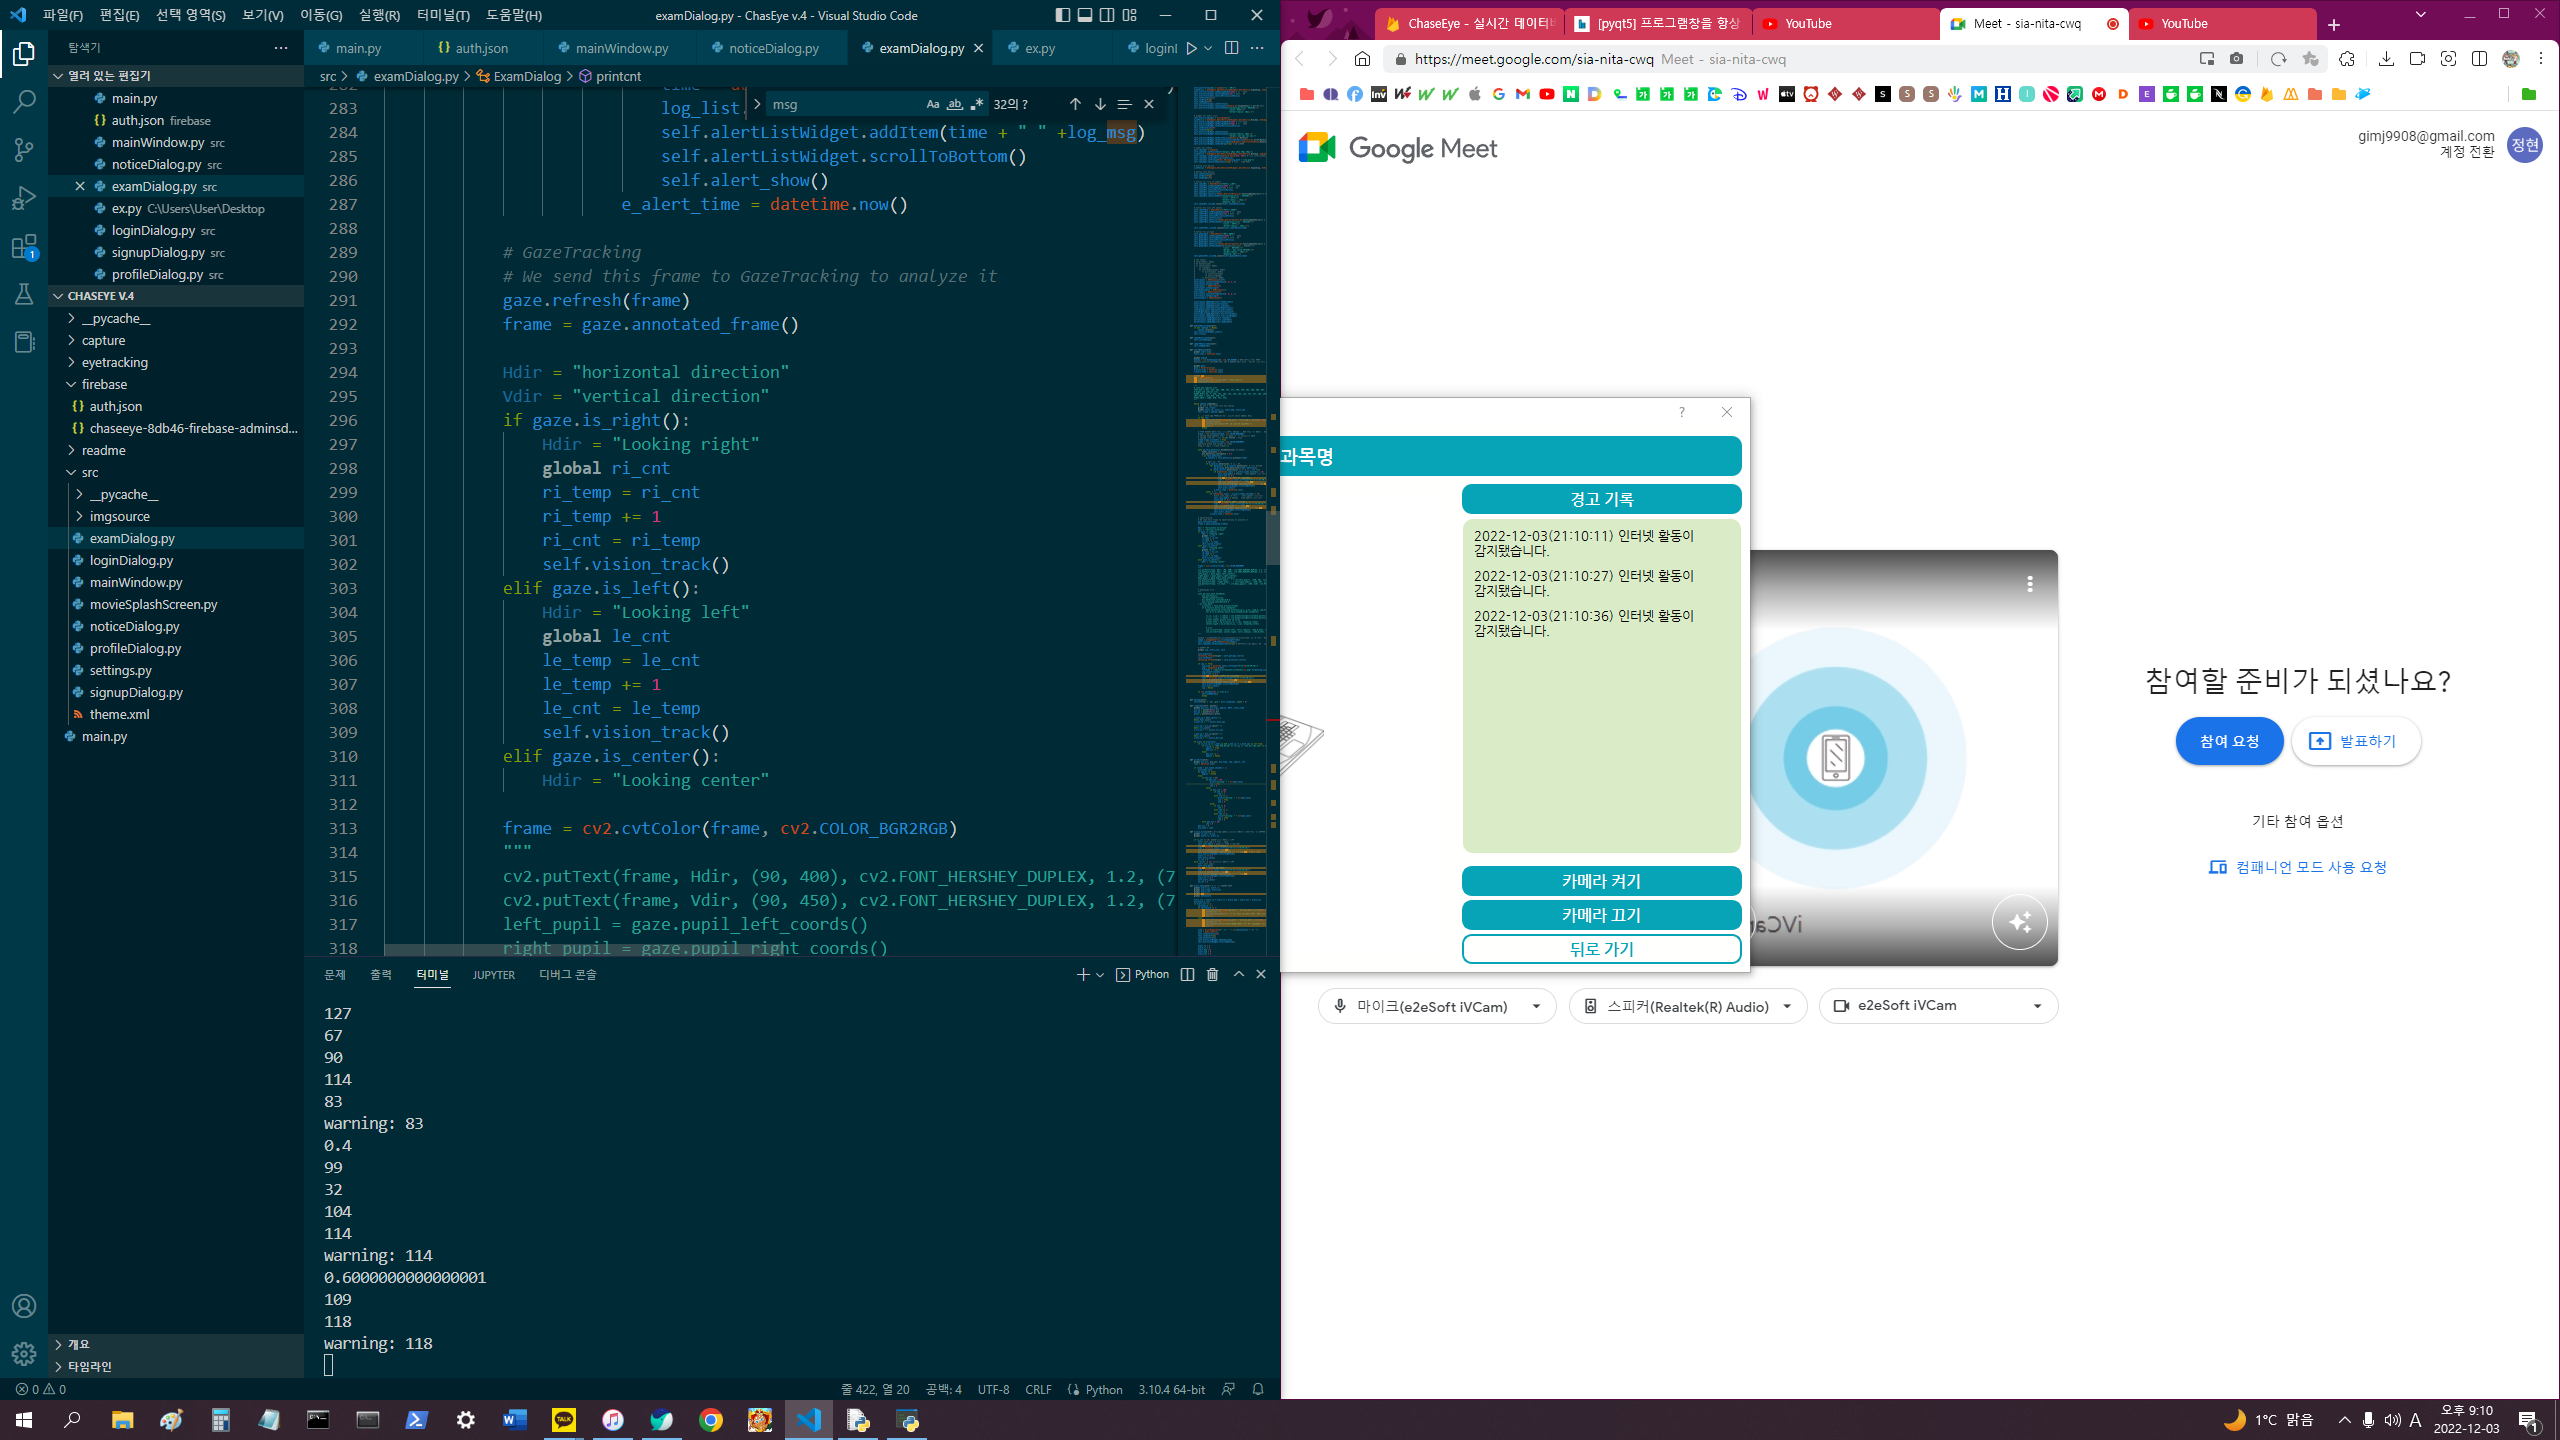 파일(F) 편집(E) 선택 영역(S) 보기(V) 이동(G) 실행(R) 터미널(T) 도움말(H)
examDialog.py - ChasEye v.4 - Visual Studio Code
탐색기
열려 있는 편집기
main.py
auth.json firebase
mainWindow.py src
noticeDialog.py src
examDialog.py src
ex.py C:\Users\User\Desktop
loginDialog.py src
signupDialog.py src
profileDialog.py src
CHASEYE V.4
__pycache__
capture
eyetracking
firebase
auth.json
chaseeye-8db46-firebase-adminsd...
readme
src
__pycache__
imgsource
examDialog.py
loginDialog.py
mainWindow.py
movieSplashScreen.py
noticeDialog.py
profileDialog.py
settings.py
signupDialog.py
theme.xml
main.py
개요
타임라인
main.py auth.json mainWindow.py noticeDialog.py examDialog.py ex.py loginI
src > examDialog.py > ExamDialog > printcnt
msg Aa ab 32의 ?
283 log_list.
284 self.alertListWidget.addItem(time + " " +log_msg)
285 self.alertListWidget.scrollToBottom()
286 self.alert_show()
287 e_alert_time = datetime.now()
288
289 # GazeTracking
290 # We send this frame to GazeTracking to analyze it
291 gaze.refresh(frame)
292 frame = gaze.annotated_frame()
293
294 Hdir = "horizontal direction"
295 Vdir = "vertical direction"
296 if gaze.is_right():
297 Hdir = "Looking right"
298 global ri_cnt
299 ri_temp = ri_cnt
300 ri_temp += 1
301 ri_cnt = ri_temp
302 self.vision_track()
303 elif gaze.is_left():
304 Hdir = "Looking left"
305 global le_cnt
306 le_temp = le_cnt
307 le_temp += 1
308 le_cnt = le_temp
309 self.vision_track()
310 elif gaze.is_center():
311 Hdir = "Looking center"
312
313 frame = cv2.cvtColor(frame, cv2.COLOR_BGR2RGB)
314 """
315 cv2.putText(frame, Hdir, (90, 400), cv2.FONT_HERSHEY_DUPLEX, 1.2, (7
316 cv2.putText(frame, Vdir, (90, 450), cv2.FONT_HERSHEY_DUPLEX, 1.2, (7
317 left_pupil = gaze.pupil_left_coords()
318 right_pupil = gaze.pupil_right_coords()
문제 출력 터미널 JUPYTER 디버그 콘솔
Python
127
67
90
114
83
warning: 83
0.4
99
32
104
114
warning: 114
0.6000000000000001
109
118
warning: 118
0 0
줄 422, 열 20 공백: 4 UTF-8 CRLF Python 3.10.4 64-bit
ChaseEye - 실시간 데이터
[pyqt5] 프로그램창을 항상
YouTube
Meet - sia-nita-cwq
YouTube
https://meet.google.com/sia-nita-cwq Meet - sia-nita-cwq
Google Meet
gimj9908@gmail.com
계정 전환
정현
과목명
경고 기록
2022-12-03(21:10:11) 인터넷 활동이
감지됐습니다.
2022-12-03(21:10:27) 인터넷 활동이
감지됐습니다.
2022-12-03(21:10:36) 인터넷 활동이
감지됐습니다.
카메라 켜기
카메라 끄기
뒤로 가기
참여할 준비가 되셨나요?
참여 요청
발표하기
기타 참여 옵션
컴패니언 모드 사용 요청
마이크(e2eSoft iVCam)
스피커(Realtek(R) Audio)
e2eSoft iVCam
1°C 맑음
A
오후 9:10
2022-12-03
1